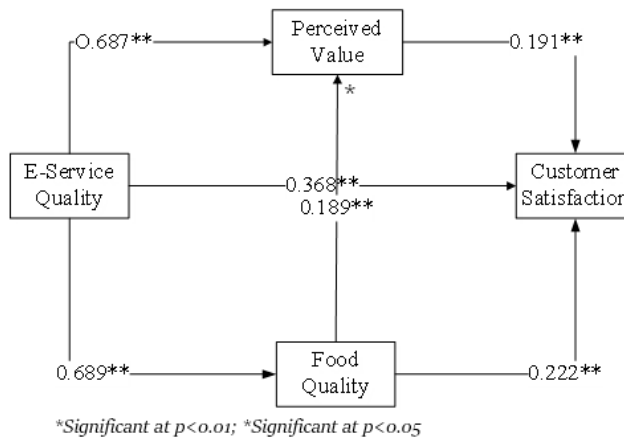 Perceived
Value
O.687**
0.191**
*
E-Service
Quality
0.368**
0.189**
Customer
Satisfaction
Food
Quality
0.689**
0.222**
*Significant at p<0.01; *Significant at p<0.05